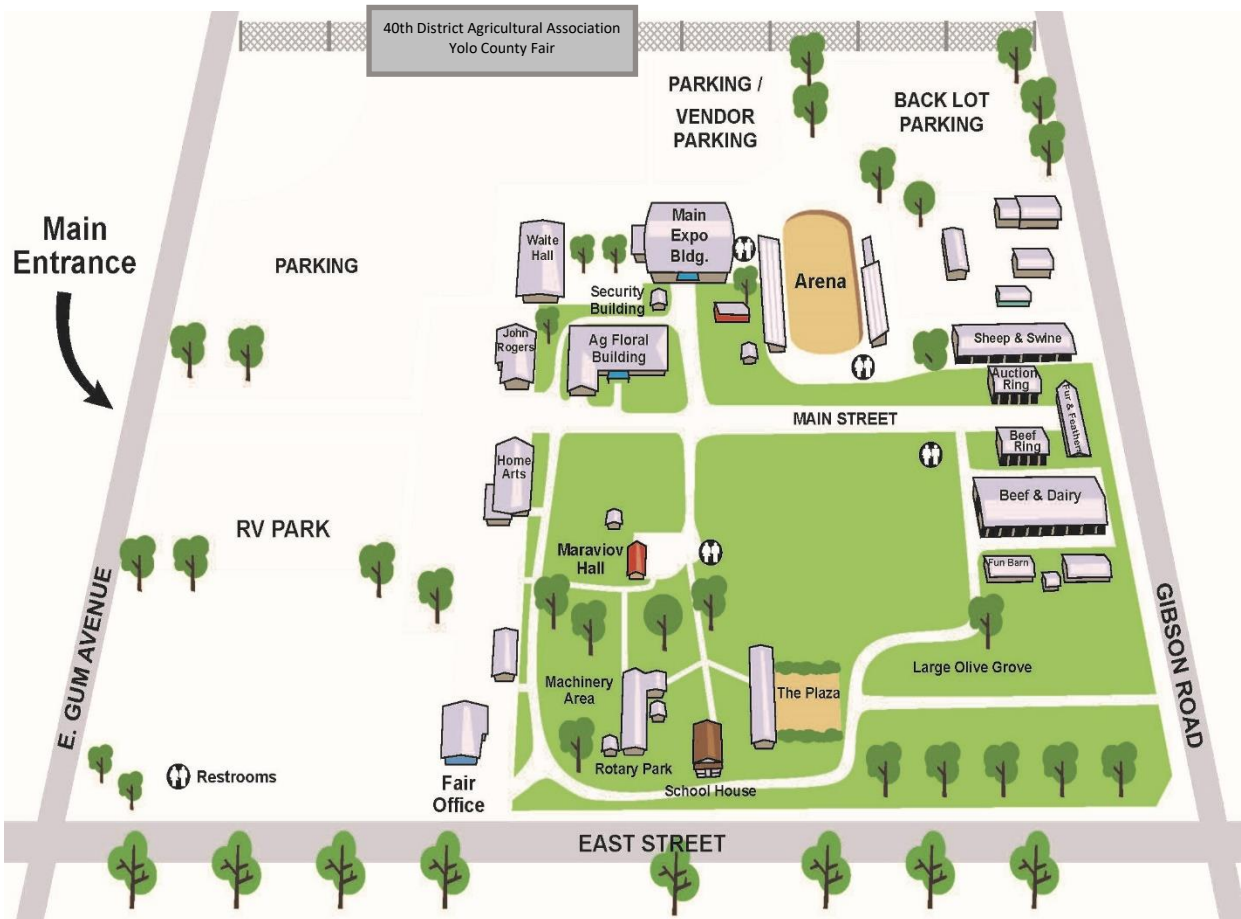 40th District Agricultural Association
Yolo County Fair
PARKING /
VENDOR
PARKING
BACK LOT
PARKING
Main
Entrance
PARKING
Waite
Hall
Main
Expo
Bldg.
Security
Building
Arena
John
Rogers
Ag Floral
Building
Sheep & Swine
Auction
Ring
Fur & Feathers
MAIN STREET
Beef
Ring
Home
Arts
Beef & Dairy
RV PARK
Maraviov
Hall
Fun Barn
E. GUM AVENUE
GIBSON ROAD
Large Olive Grove
Machinery
Area
The Plaza
Restrooms
Rotary Park
Fair
Office
School House
EAST STREET